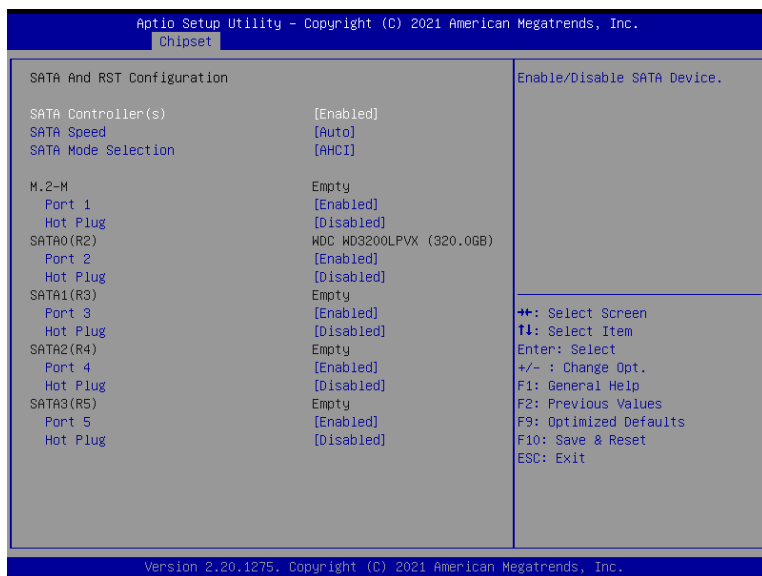 Aptio Setup Utility – Copyright (C) 2021 American Megatrends, Inc.
Chipset
SATA And RST Configuration
SATA Controller(s) [Enabled]
SATA Speed [Auto]
SATA Mode Selection [AHCI]
M.2-M Empty
Port 1 [Enabled]
Hot Plug [Disabled]
SATA0(R2) WDC WD3200LPVX (320.0GB)
Port 2 [Enabled]
Hot Plug [Disabled]
SATA1(R3) Empty
Port 3 [Enabled]
Hot Plug [Disabled]
SATA2(R4) Empty
Port 4 [Enabled]
Hot Plug [Disabled]
SATA3(R5) Empty
Port 5 [Enabled]
Hot Plug [Disabled]
Enable/Disable SATA Device.
→←: Select Screen
↑↓: Select Item
Enter: Select
+/- : Change Opt.
F1: General Help
F2: Previous Values
F9: Optimized Defaults
F10: Save & Reset
ESC: Exit
Version 2.20.1275. Copyright (C) 2021 American Megatrends, Inc.